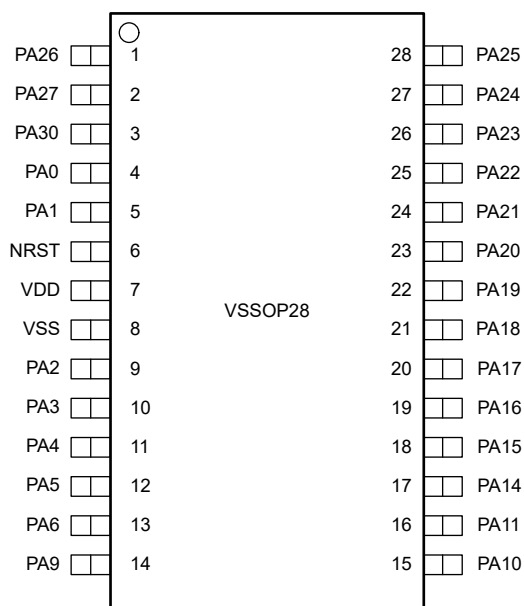 PA26 1 28 PA25
PA27 2 27 PA24
PA30 3 26 PA23
PA0 4 25 PA22
PA1 5 24 PA21
NRST 6 23 PA20
VDD 7 22 PA19
VSSOP28
VSS 8 21 PA18
PA2 9 20 PA17
PA3 10 19 PA16
PA4 11 18 PA15
PA5 12 17 PA14
PA6 13 16 PA11
PA9 14 15 PA10